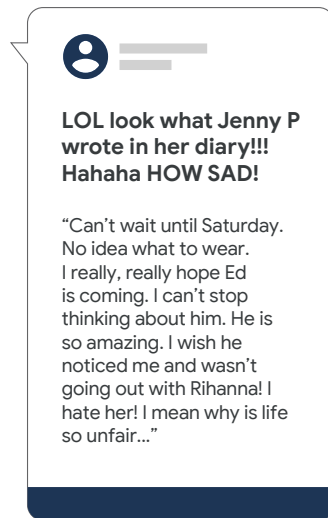 LOL look what Jenny P
wrote in her diary!!!
Hahaha HOW SAD!
“Can’t wait until Saturday.
No idea what to wear.
I really, really hope Ed
is coming. I can’t stop
thinking about him. He is
so amazing. I wish he
noticed me and wasn’t
going out with Rihanna! I
hate her! I mean why is life
so unfair...”